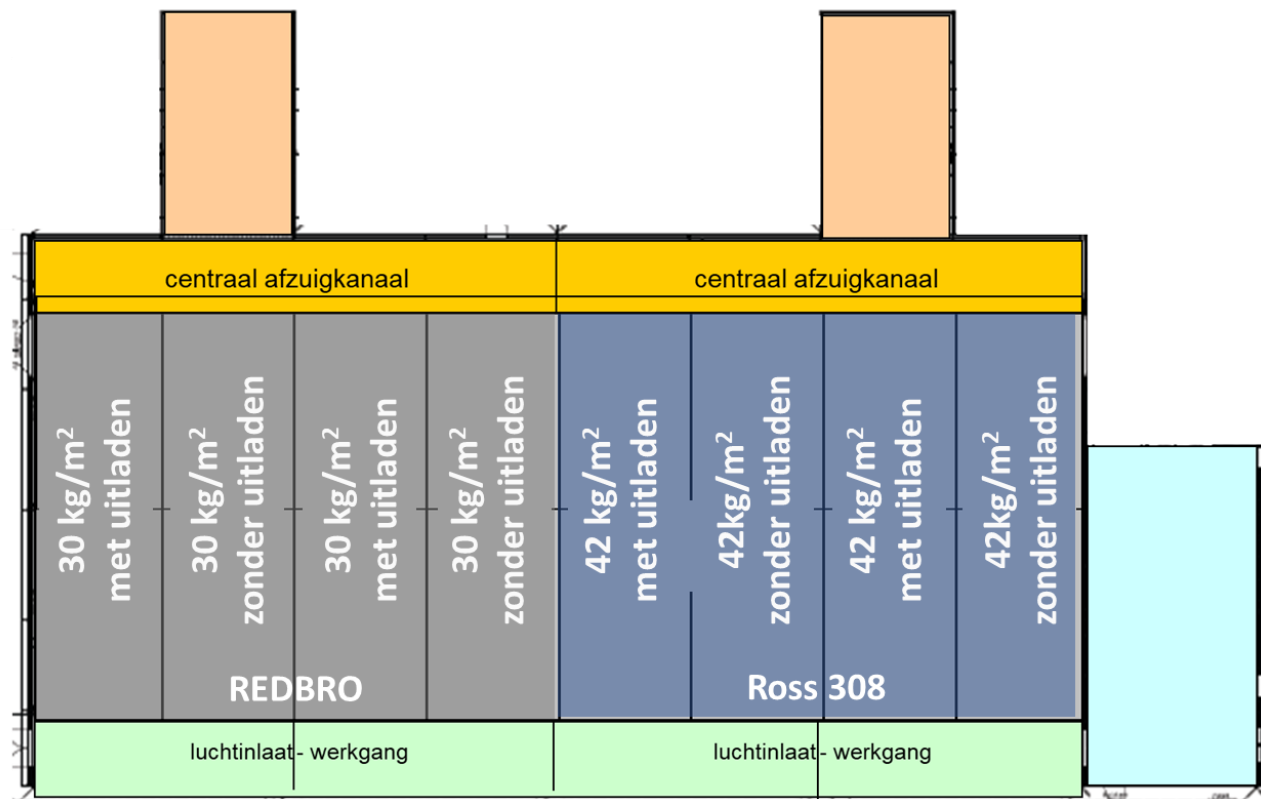 centraal afzuigkanaal
centraal afzuigkanaal
30 kg/m²
met uitladen
30 kg/m²
zonder uitladen
30 kg/m²
met uitladen
30 kg/m²
zonder uitladen
42 kg/m²
met uitladen
42kg/m²
zonder uitladen
42 kg/m²
met uitladen
42kg/m²
zonder uitladen
REDBRO
Ross 308
luchtinlaat - werkgang
luchtinlaat - werkgang